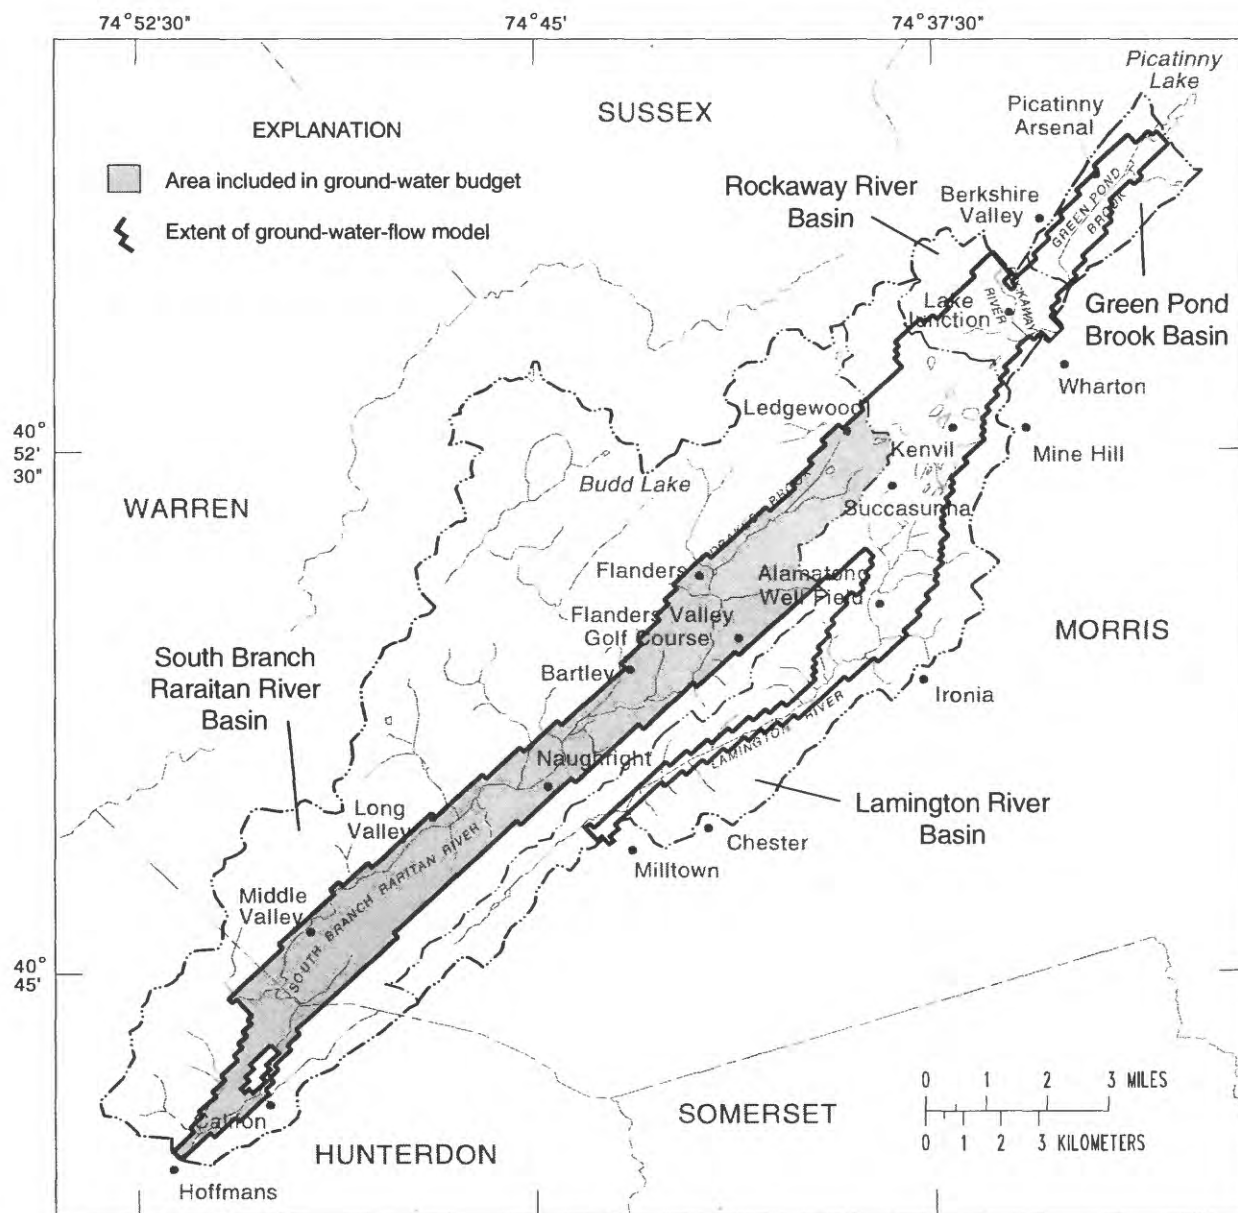 74°52'30"
74°45'
74°37'30"
Picatinny
Lake
SUSSEX
Picatinny
Arsenal
EXPLANATION
Area included in ground-water budget
Extent of ground-water-flow model
Rockaway River
Basin
Berkshire
Valley
GREEN POND
BROOK
Green Pond
Brook Basin
Lake
Junction
RIVER
Wharton
Ledgewood
40°
52'
30"
Kenvil
Mine Hill
Budd Lake
WARREN
DRAKES BROOK
Succasunna
Flanders
Alamatong
Well Field
Flanders Valley
Golf Course
MORRIS
South Branch
Raraitan River
Basin
Bartley
Ironia
LAMINGTON RIVER
Naughright
Long
Valley
Lamington River
Basin
Chester
Milltown
SOUTH BRANCH RARITAN RIVER
Middle
Valley
40°
45'
0 1 2 3 MILES
0 1 2 3 KILOMETERS
Califon
SOMERSET
HUNTERDON
Hoffmans